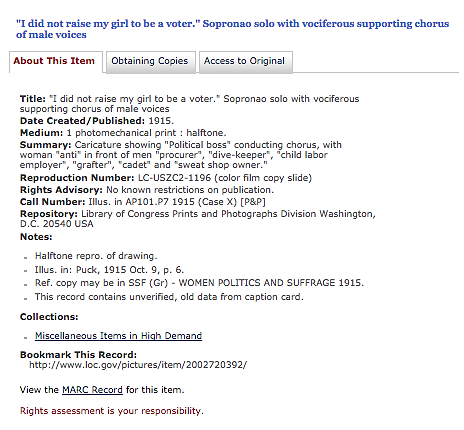 "I did not raise my girl to be a voter." Sopronao solo with vociferous supporting chorus
of male voices
About This Item
Obtaining Copies
Access to Original
Title: "I did not raise my girl to be a voter." Sopronao solo with vociferous
supporting chorus of male voices
Date Created/Published: 1915.
Medium: 1 photomechanical print : halftone.
Summary: Caricature showing "Political boss" conducting chorus, with
woman "anti" in front of men "procurer", "dive-keeper", "child labor
employer", "grafter", "cadet" and "sweat shop owner."
Reproduction Number: LC-USZC2-1196 (color film copy slide)
Rights Advisory: No known restrictions on publication.
Call Number: Illus. in AP101.P7 1915 (Case X) [P&P]
Repository: Library of Congress Prints and Photographs Division Washington,
D.C. 20540 USA
Notes:
Halftone repro. of drawing.
Illus. in: Puck, 1915 Oct. 9, p. 6.
Ref. copy may be in SSF (Gr) - WOMEN POLITICS AND SUFFRAGE 1915.
This record contains unverified, old data from caption card.
Collections:
Miscellaneous Items in High Demand
Bookmark This Record:
http://www.loc.gov/pictures/item/2002720392/
View the MARC Record for this item.
Rights assessment is your responsibility.